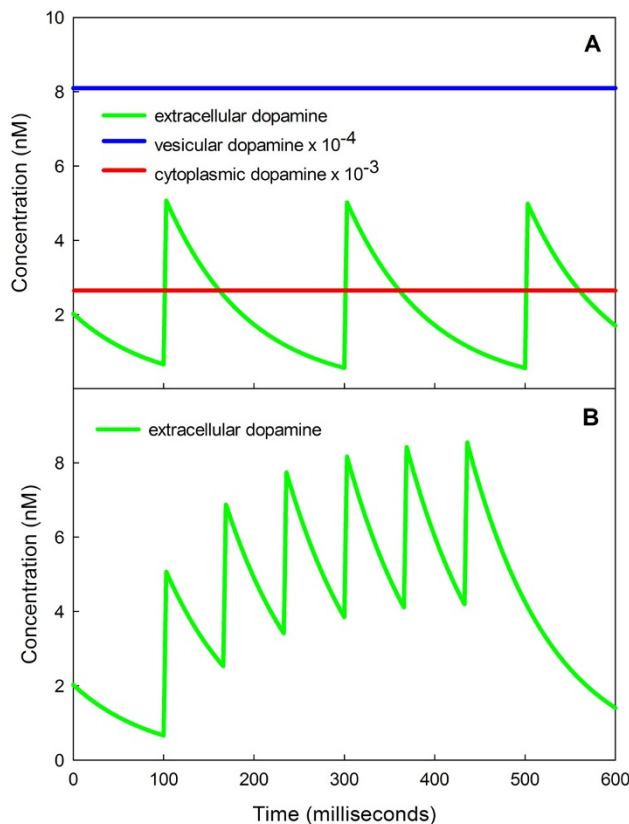 10
A
8
extracellular dopamine
vesicular dopamine x 10-4
cytoplasmic dopamine x 10-3
6
4
2
Concentration (nM)
B
extracellular dopamine
8
6
4
2
0
Concentration (nM)
0 100 200 300 400 500 600
Time (milliseconds)